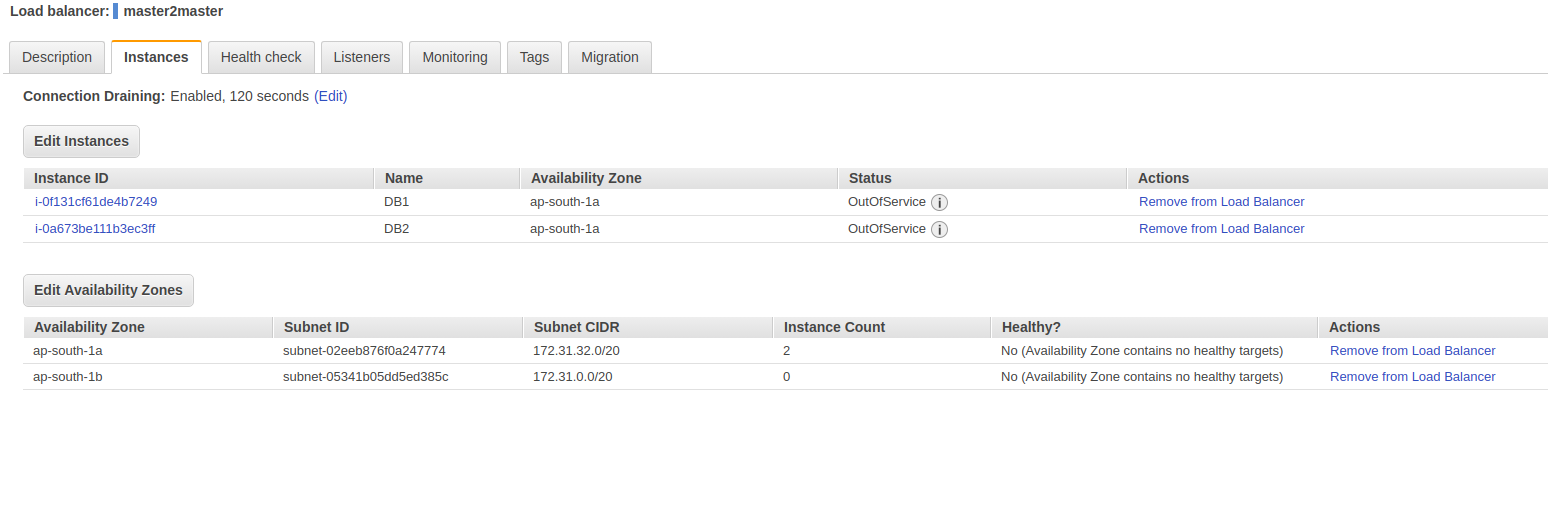 Load balancer: master2master
Description Instances Health check Listeners Monitoring Tags Migration
Connection Draining: Enabled, 120 seconds (Edit)
Edit Instances
Instance ID Name Availability Zone Status Actions
i-0f131cf61de4b7249 DB1 ap-south-1a OutOfService i Remove from Load Balancer
i-0a673be111b3ec3ff DB2 ap-south-1a OutOfService i Remove from Load Balancer
Edit Availability Zones
Availability Zone Subnet ID Subnet CIDR Instance Count Healthy? Actions
ap-south-1a subnet-02eeb876f0a247774 172.31.32.0/20 2 No (Availability Zone contains no healthy targets) Remove from Load Balancer
ap-south-1b subnet-05341b05dd5ed385c 172.31.0.0/20 0 No (Availability Zone contains no healthy targets) Remove from Load Balancer